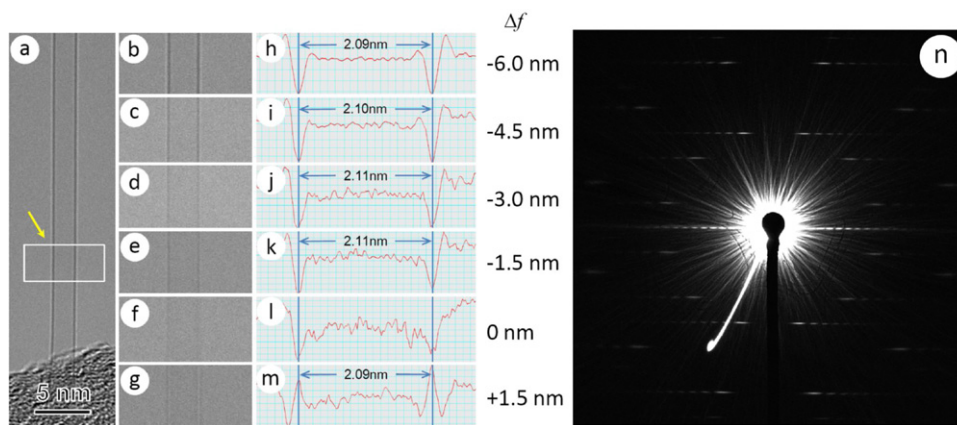 Δf
a
b
h
2.09nm
-6.0 nm
n
c
i
2.10nm
-4.5 nm
d
j
2.11nm
-3.0 nm
e
k
2.11nm
-1.5 nm
f
l
0 nm
g
m
2.09nm
+1.5 nm
5 nm